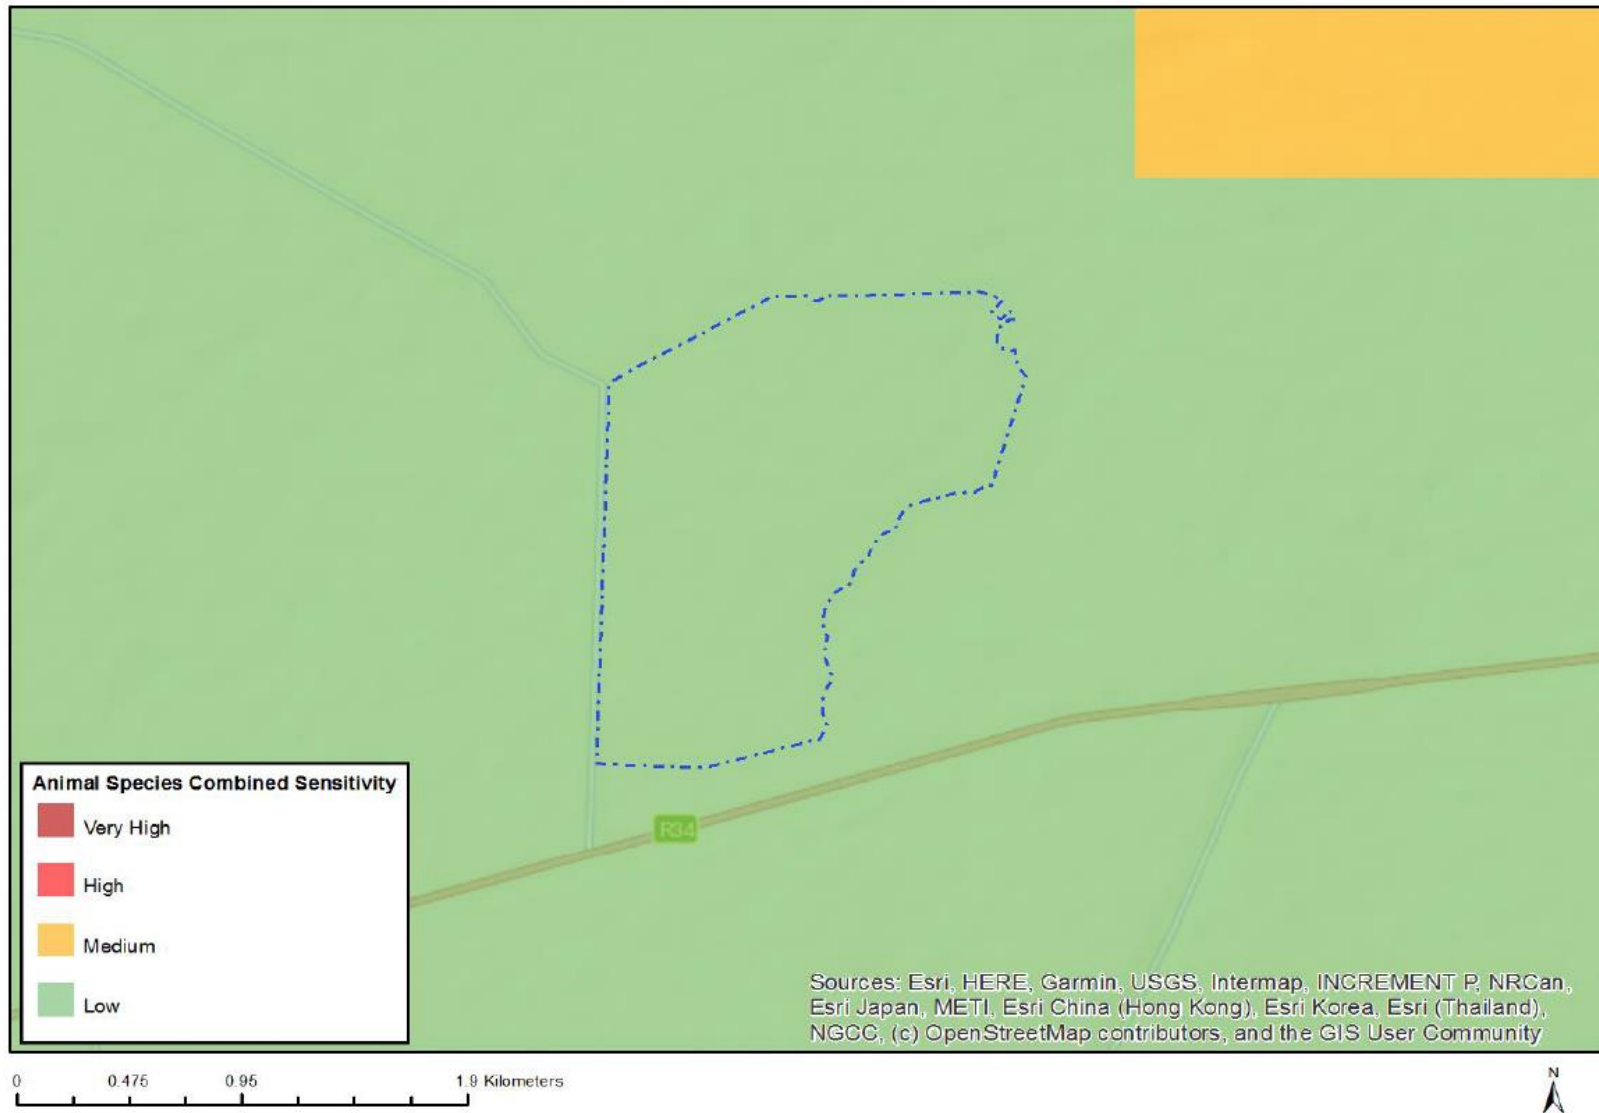 R34
Animal Species Combined Sensitivity
Very High
High
Medium
Low
Sources: Esri, HERE, Garmin, USGS, Intermap, INCREMENT P, NRCan,
Esri Japan, METI, Esri China (Hong Kong), Esri Korea, Esri (Thailand),
NGCC, (c) OpenStreetMap contributors, and the GIS User Community
0 0.475 0.95 1.9 Kilometers
N